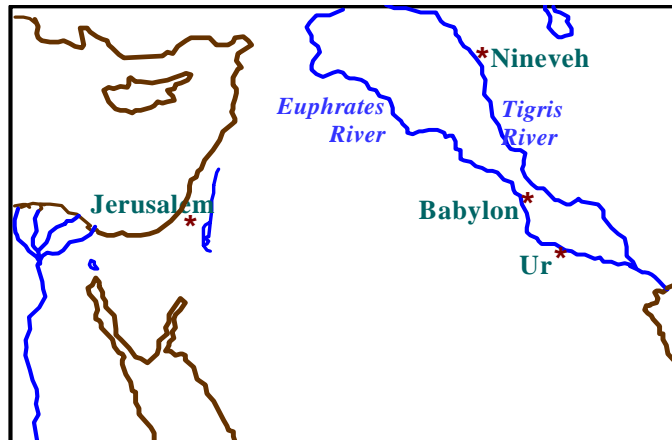 Nineveh
Euphrates
River
Tigris
River
Jerusalem
Babylon
Ur